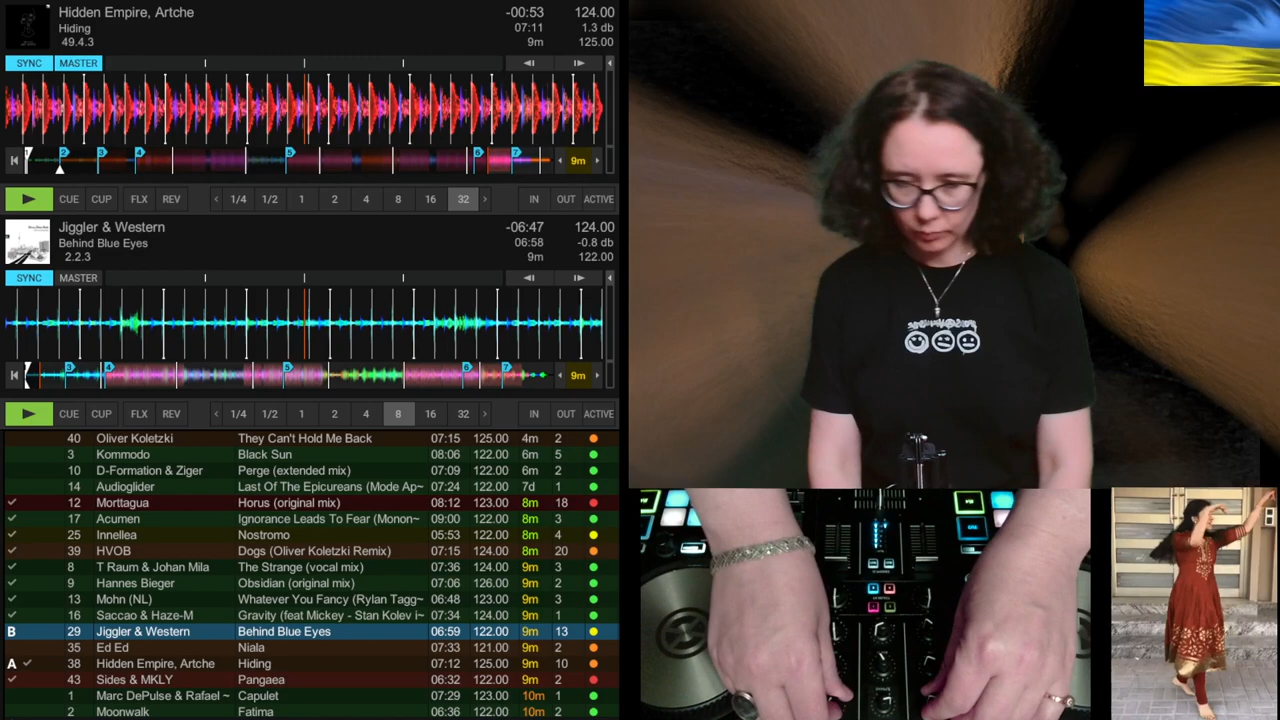 Hidden Empire, Artche -00:53 124.00
Hiding 07:11 1.3 db
49.4.3 9m 125.00
SYNC MASTER
1 2 3 4 5 6 7 9m
CUE CUP FLX REV 1/4 1/2 1 2 4 8 16 32 IN OUT ACTIVE
Jiggler & Western -06:47 124.00
Behind Blue Eyes 06:58 -0.8 db
2.2.3 9m 122.00
SYNC MASTER
3 4 5 6 7 9m
CUE CUP FLX REV 1/4 1/2 1 2 4 8 16 32 IN OUT ACTIVE
40 Oliver Koletzki They Can't Hold Me Back 07:15 125.00 4m 2
3 Kommodo Black Sun 08:06 122.00 6m 5
10 D-Formation & Ziger Perge (extended mix) 07:09 122.00 6m 2
14 Audioglider Last Of The Epicureans (Mode Ap~ 07:24 122.00 7d 1
12 Morttagua Horus (original mix) 08:12 123.00 8m 18
17 Acumen Ignorance Leads To Fear (Monon~ 09:00 122.00 8m 3
25 Innellea Nostromo 05:53 122.00 8m 4
39 HVOB Dogs (Oliver Koletzki Remix) 07:15 124.00 8m 20
8 T Raum & Johan Mila The Strange (vocal mix) 07:36 124.00 9m 3
9 Hannes Bieger Obsidian (original mix) 07:06 126.00 9m 2
13 Mohn (NL) Whatever You Fancy (Rylan Tagg~ 06:48 123.00 9m 3
16 Saccao & Haze-M Gravity (feat Mickey - Stan Kolev i~ 07:34 124.00 9m 1
B 29 Jiggler & Western Behind Blue Eyes 06:59 122.00 9m 13
35 Ed Ed Niala 07:33 121.00 9m 2
A 38 Hidden Empire, Artche Hiding 07:12 125.00 9m 10
43 Sides & MKLY Pangaea 06:32 122.00 9m 2
1 Marc DePulse & Rafael ~ Capulet 07:29 123.00 10m 1
2 Moonwalk Fatima 06:36 122.00 10m 2